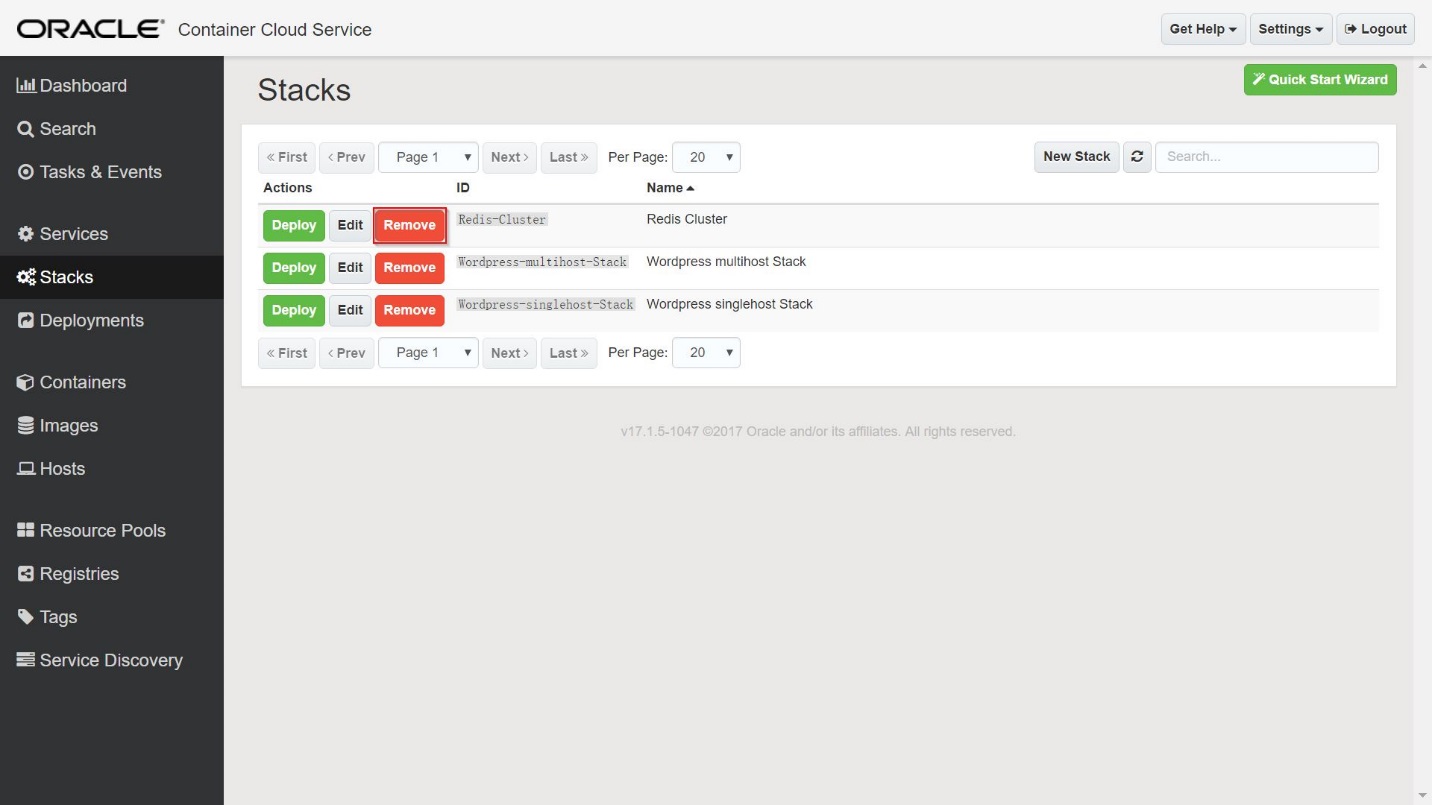 ORACLE® Container Cloud Service Get Help Settings Logout
Dashboard
Search
Tasks & Events
Services
Stacks
Deployments
Containers
Images
Hosts
Resource Pools
Registries
Tags
Service Discovery
Stacks Quick Start Wizard
« First ‹ Prev Page 1 Next › Last » Per Page: 20 New Stack Search...
Actions ID Name
Deploy Edit Remove Redis-Cluster Redis Cluster
Deploy Edit Remove Wordpress-multihost-Stack Wordpress multihost Stack
Deploy Edit Remove Wordpress-singlehost-Stack Wordpress singlehost Stack
« First ‹ Prev Page 1 Next › Last » Per Page: 20
v17.1.5-1047 ©2017 Oracle and/or its affiliates. All rights reserved.